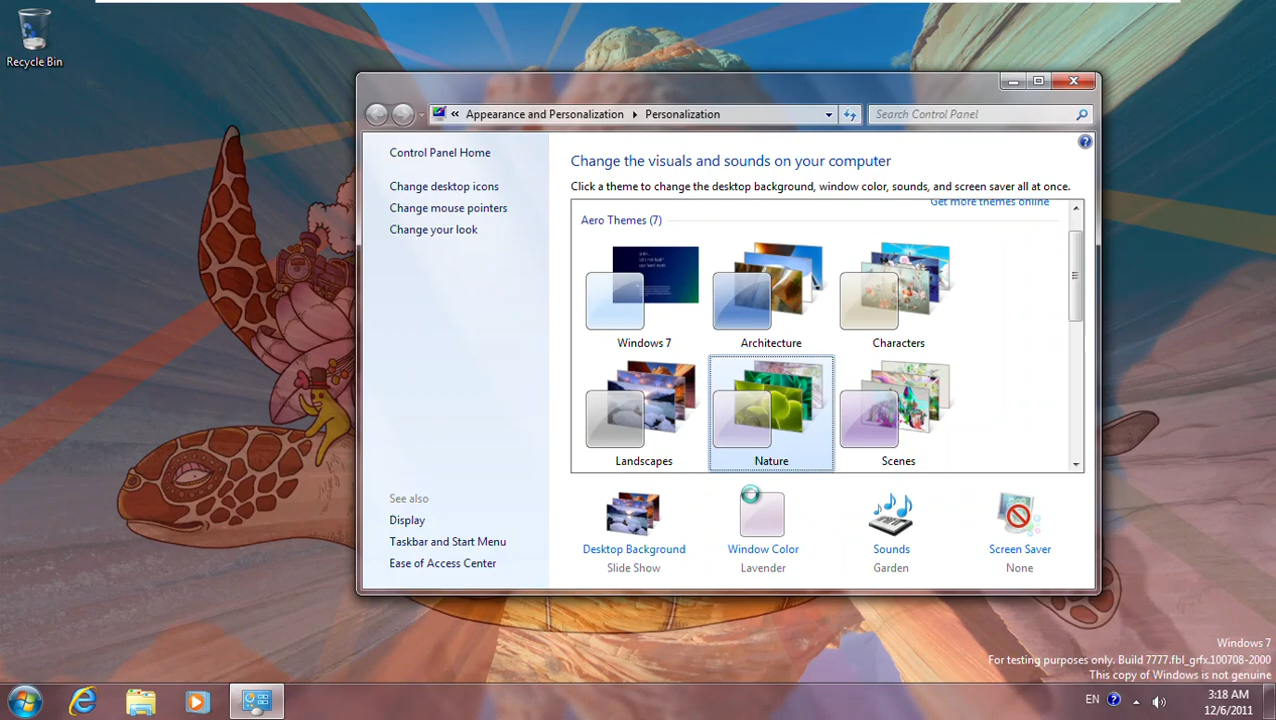 Recycle Bin
Appearance and Personalization
Personalization
Search Control Panel
Control Panel Home
Change desktop icons
Change mouse pointers
Change your look
See also
Display
Taskbar and Start Menu
Ease of Access Center
Change the visuals and sounds on your computer
Click a theme to change the desktop background, window color, sounds, and screen saver all at once.
Get more themes online
Aero Themes (7)
Windows 7
Architecture
Characters
Landscapes
Nature
Scenes
Desktop Background
Slide Show
Window Color
Lavender
Sounds
Garden
Screen Saver
None
Windows 7
For testing purposes only. Build 7777.fbl_grfx.100708-2000
This copy of Windows is not genuine
EN
3:18 AM
12/6/2011